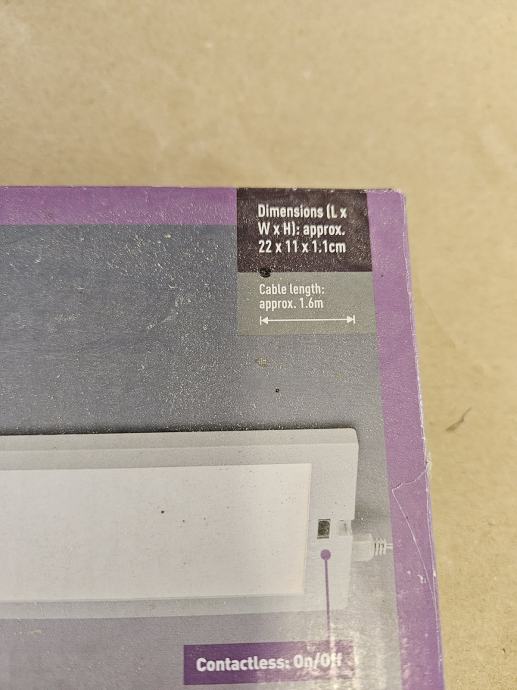 Dimensions (L x
W x H): approx.
22 x 11 x 1.1cm
Cable length:
approx. 1.6m
Contactless: On/Off